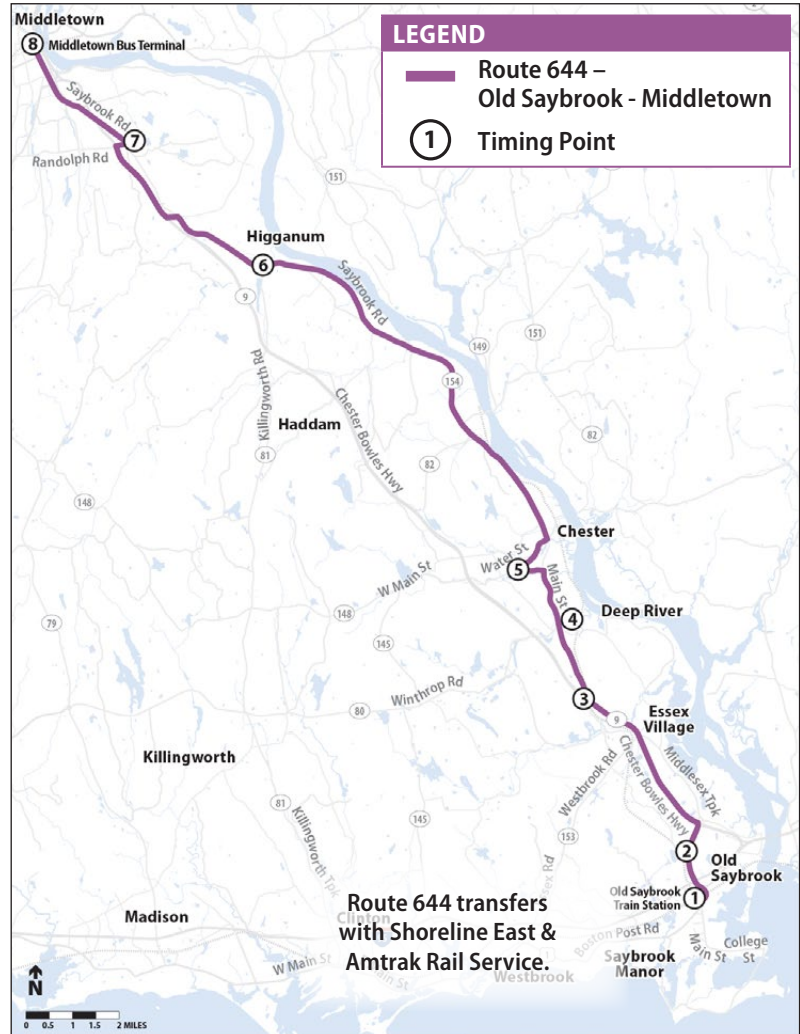 Middletown
8 Middletown Bus Terminal
LEGEND
Route 644 –
Old Saybrook - Middletown
1 Timing Point
Saybrook Rd
7
Randolph Rd
151
Higganum
6
9
Saybrook Rd
149
151
154
Killingworth Rd
Haddam
Chester Bowles Hwy
81
82
82
148
Chester
Water St
5
W Main St
Main St
4
Deep River
148
79
145
Winthrop Rd
80
3
9
Essex
Village
Killingworth
Westbrook Rd
Chester Bowles Hwy
Middlesex Tpk
81
Killingworth Tpk
145
153
2
Old
Saybrook
Old Saybrook
Train Station
1
Route 644 transfers
with Shoreline East &
Amtrak Rail Service.
Clinton
Madison
Boston Post Rd
Main St
College
St
Saybrook
Manor
W Main St
Westbrook
N
0 0.5 1 1.5 2 MILES